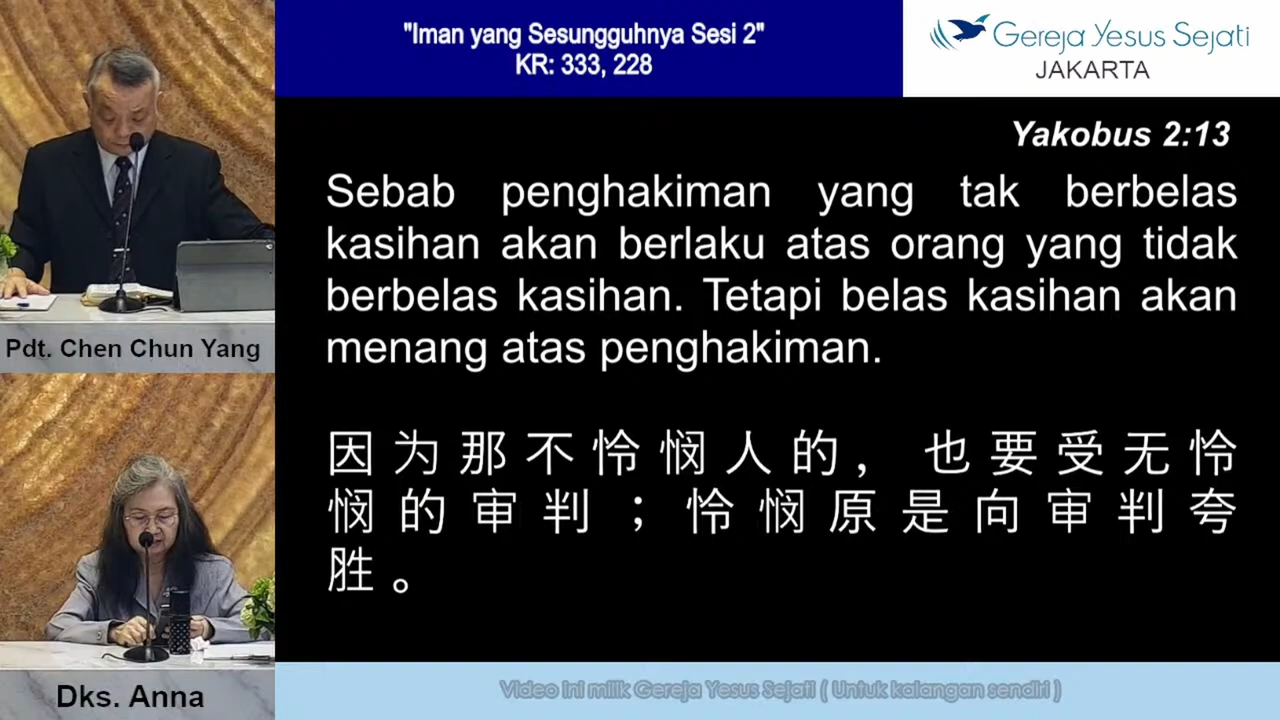 "Iman yang Sesungguhnya Sesi 2"
KR: 333, 228
Gereja Yesus Sejati
JAKARTA
Yakobus 2:13
Sebab penghakiman yang tak berbelas
kasihan akan berlaku atas orang yang tidak
berbelas kasihan. Tetapi belas kasihan akan
menang atas penghakiman.
因为那不怜悯人的，也要受无怜
悯的审判；怜悯原是向审判夸
胜。
Pdt. Chen Chun Yang
Dks. Anna
Video ini milik Gereja Yesus Sejati ( Untuk kalangan sendiri )